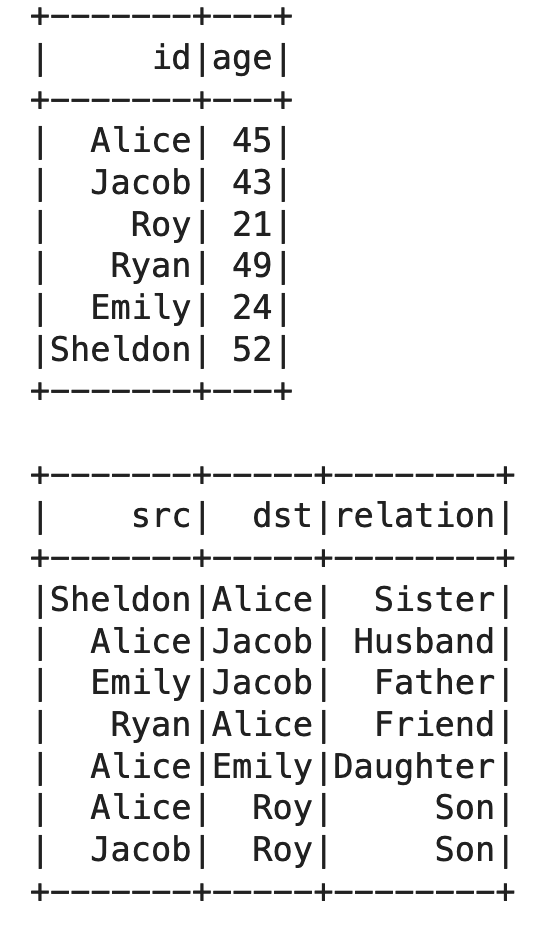 +-------+---+
|     id|age|
+-------+---+
|  Alice| 45|
|  Jacob| 43|
|    Roy| 21|
|   Ryan| 49|
|  Emily| 24|
|Sheldon| 52|
+-------+---+
+-------+-----+--------+
|    src|  dst|relation|
+-------+-----+--------+
|Sheldon|Alice|  Sister|
|  Alice|Jacob| Husband|
|  Emily|Jacob|  Father|
|   Ryan|Alice|  Friend|
|  Alice|Emily|Daughter|
|  Alice|  Roy|     Son|
|  Jacob|  Roy|     Son|
+-------+-----+--------+